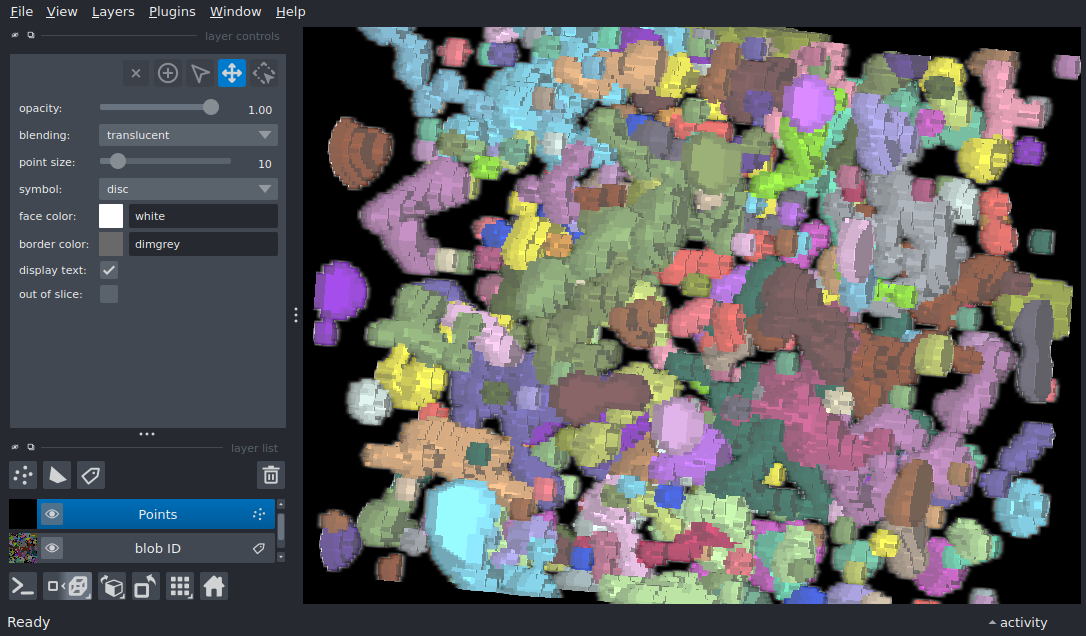 File View Layers Plugins Window Help
layer controls
opacity: 1.00
blending: translucent
point size: 10
symbol: disc
face color: white
border color: dimgrey
display text:
out of slice:
layer list
Points
blob ID
Ready
activity